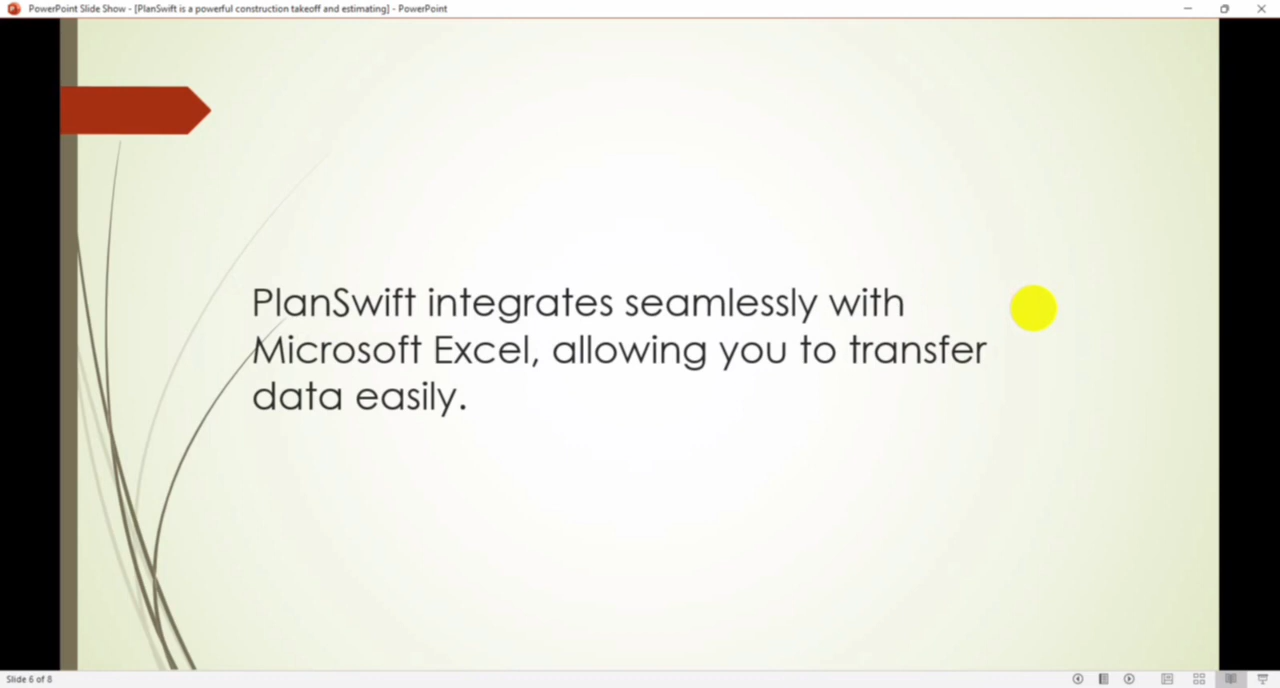 PowerPoint Slide Show - [PlanSwift is a powerful construction takeoff and estimating] - PowerPoint
PlanSwift integrates seamlessly with
Microsoft Excel, allowing you to transfer
data easily.
Slide 6 of 8